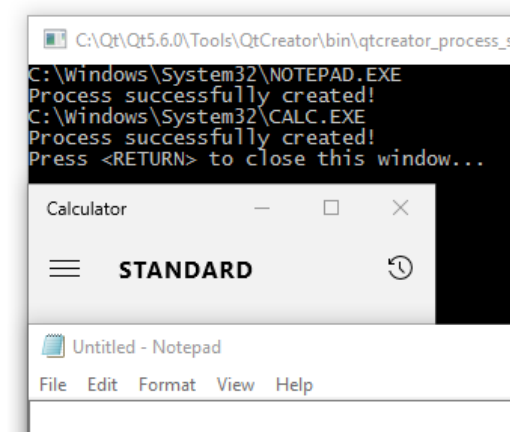 C:\Qt\Qt5.6.0\Tools\QtCreator\bin\qtcreator_process_s
C:\Windows\System32\NOTEPAD.EXE
Process successfully created!
C:\Windows\System32\CALC.EXE
Process successfully created!
Press <RETURN> to close this window...
Calculator
STANDARD
Untitled - Notepad
File Edit Format View Help